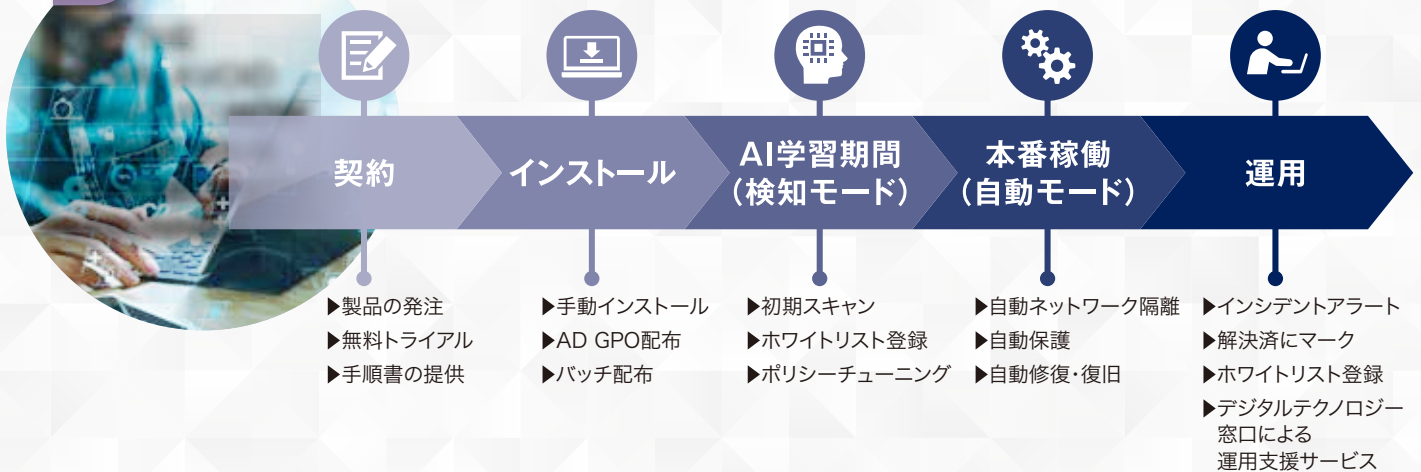 契約
インストール
AI学習期間
（検知モード）
本番稼働
（自動モード）
運用
▶製品の発注
▶無料トライアル
▶手順書の提供
▶手動インストール
▶AD GPO配布
▶バッチ配布
▶初期スキャン
▶ホワイトリスト登録
▶ポリシーチューニング
▶自動ネットワーク隔離
▶自動保護
▶自動修復・復旧
▶インシデントアラート
▶解決済にマーク
▶ホワイトリスト登録
▶デジタルテクノロジー
窓口による
運用支援サービス